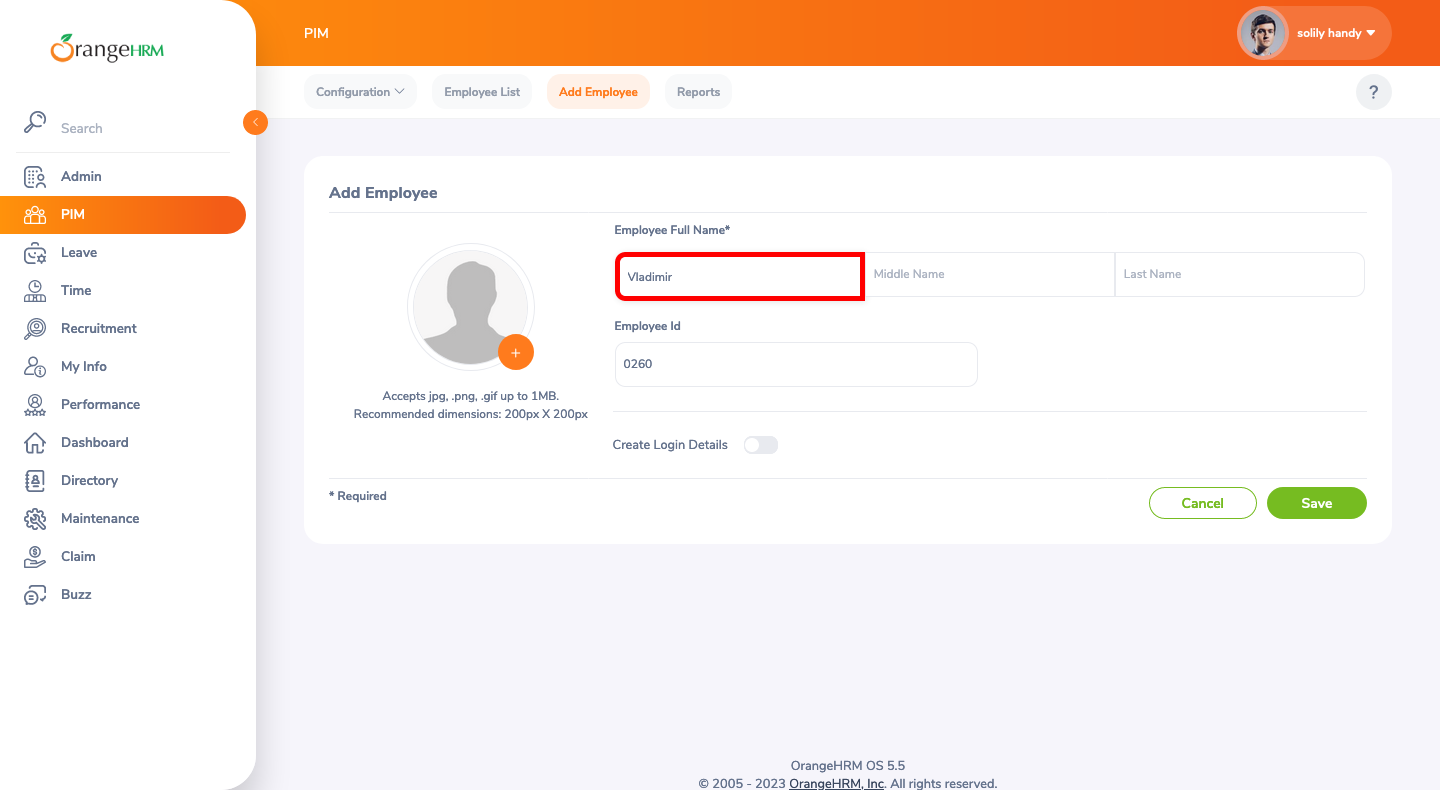 OrangeHRM
PIM
solily handy
Configuration
Employee List
Add Employee
Reports
?
Search
Admin
PIM
Leave
Time
Recruitment
My Info
Performance
Dashboard
Directory
Maintenance
Claim
Buzz
Add Employee
Employee Full Name*
Vladimir
Middle Name
Last Name
Employee Id
0260
Accepts jpg, .png, .gif up to 1MB.
Recommended dimensions: 200px X 200px
Create Login Details
* Required
Cancel
Save
OrangeHRM OS 5.5
© 2005 - 2023 OrangeHRM, Inc. All rights reserved.